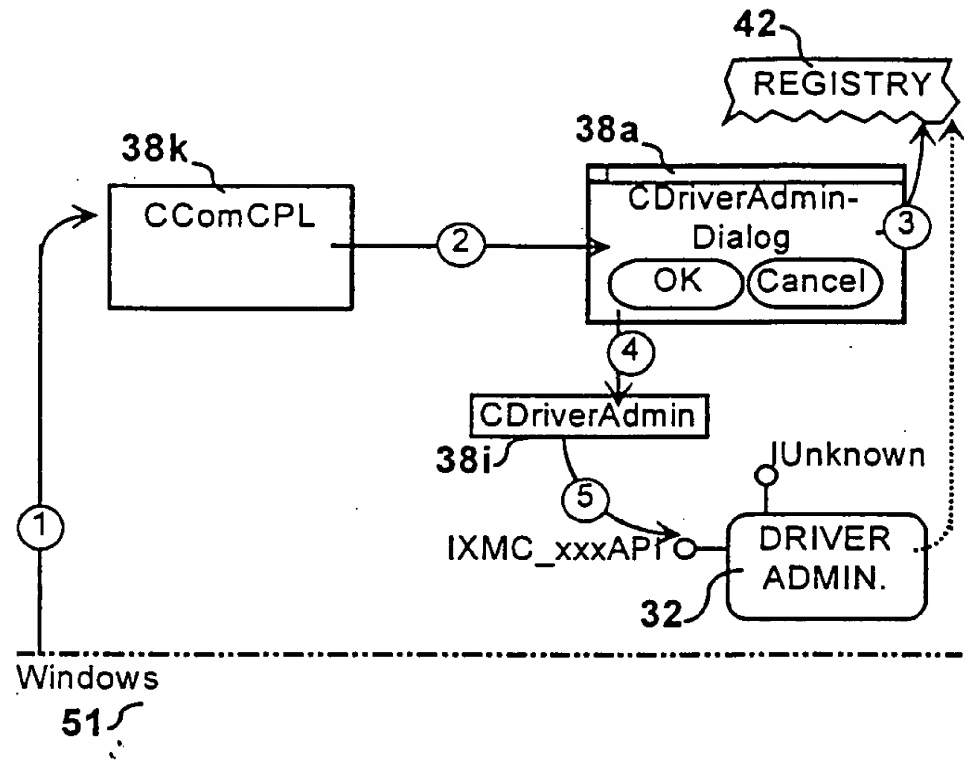 42
REGISTRY
38k
38a
CComCPL
CDriverAdmin-
Dialog
3
2
OK
Cancel
4
CDriverAdmin
38i
IUnknown
5
1
IXMC_xxxAPI
DRIVER
ADMIN.
32
Windows
51